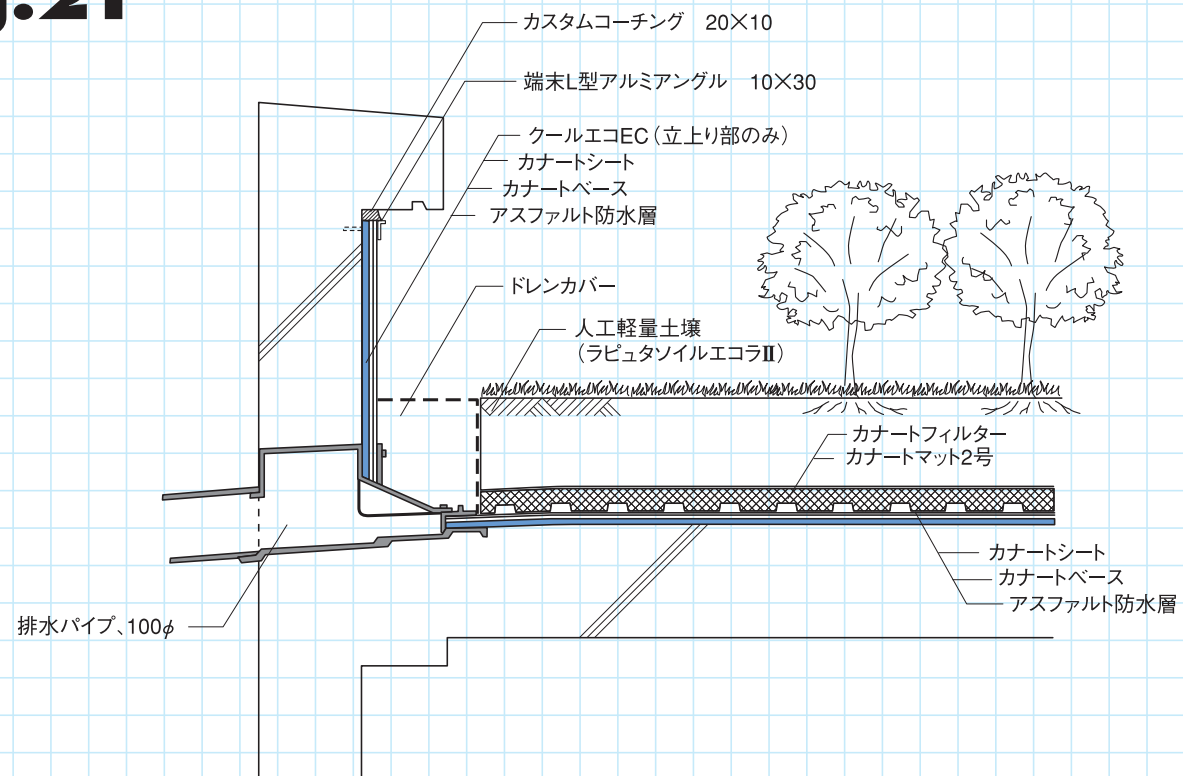 g.21
カスタムコーチング 20×10
端末L型アルミアングル 10×30
クールエコEC（立上り部のみ）
カナートシート
カナートベース
アスファルト防水層
ドレンカバー
人工軽量土壌
（ラピュタソイルエコラⅡ）
カナートフィルター
カナートマット2号
カナートシート
カナートベース
アスファルト防水層
排水パイプ、100φ